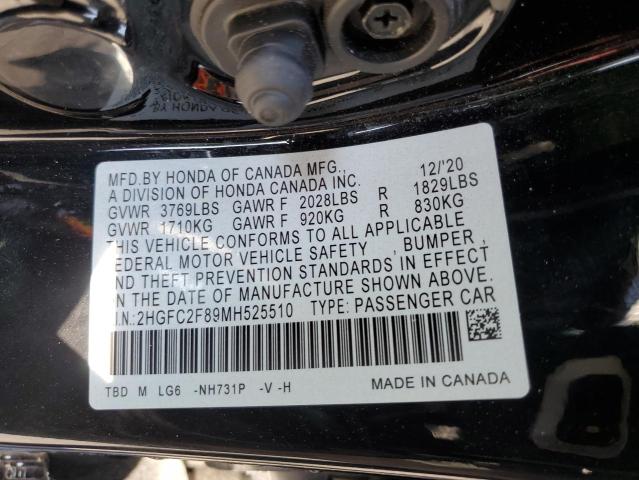 MFD.BY HONDA OF CANADA MFG., 12/'20
A DIVISION OF HONDA CANADA INC.
GVWR 3769LBS GAWR F 2028LBS R 1829LBS
GVWR 1710KG GAWR F 920KG R 830KG
THIS VEHICLE CONFORMS TO ALL APPLICABLE
FEDERAL MOTOR VEHICLE SAFETY , BUMPER ,
ND THEFT PREVENTION STANDARDS IN EFFECT
N THE DATE OF MANUFACTURE SHOWN ABOVE.
I.N:2HGFC2F89MH525510 TYPE: PASSENGER CAR
TBD M LG6 -NH731P -V -H MADE IN CANADA